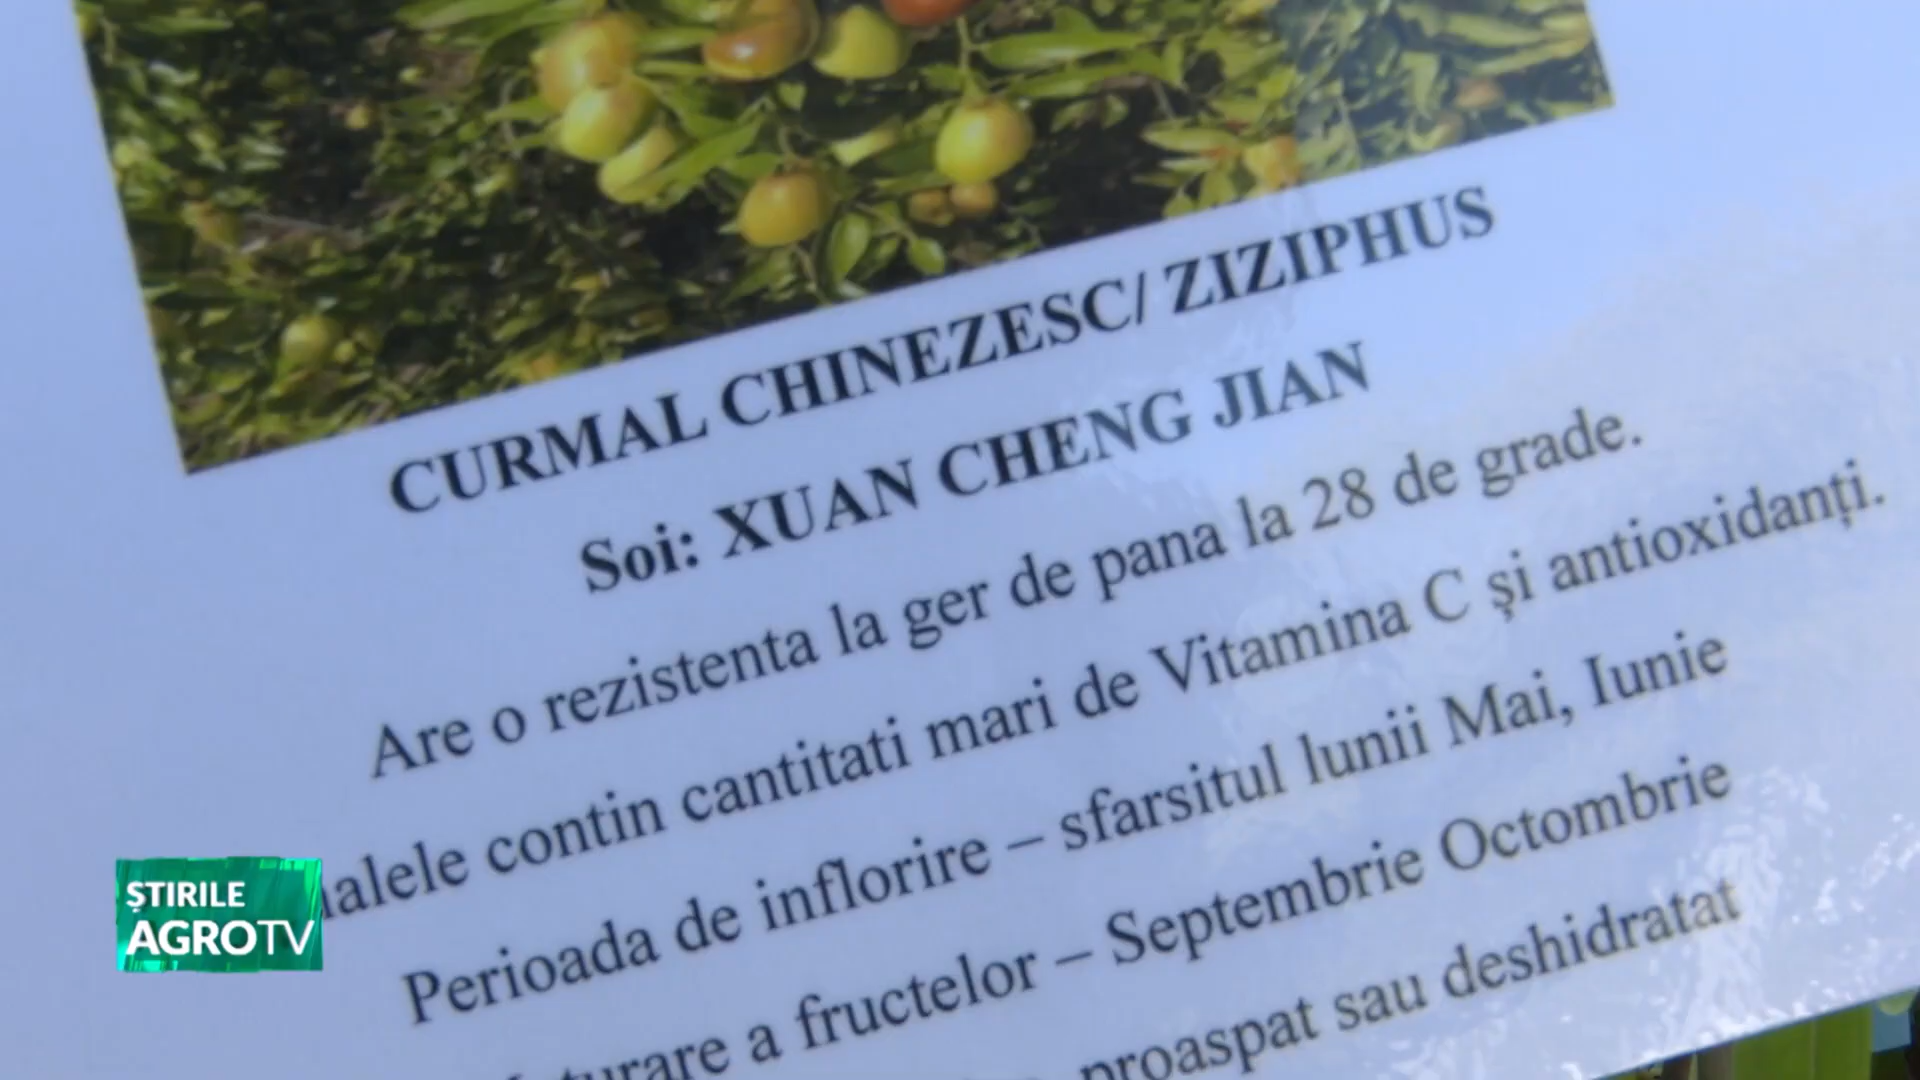 CURMAL CHINEZESC/ ZIZIPHUS
Soi: XUAN CHENG JIAN
Are o rezistenta la ger de pana la 28 de grade.
contin cantitati mari de Vitamina C și antioxidanți.
Perioada de inflorire – sfarsitul lunii Mai, Iunie
a fructelor – Septembrie Octombrie
proaspat sau deshidratat
ȘTIRILE
AGROTV